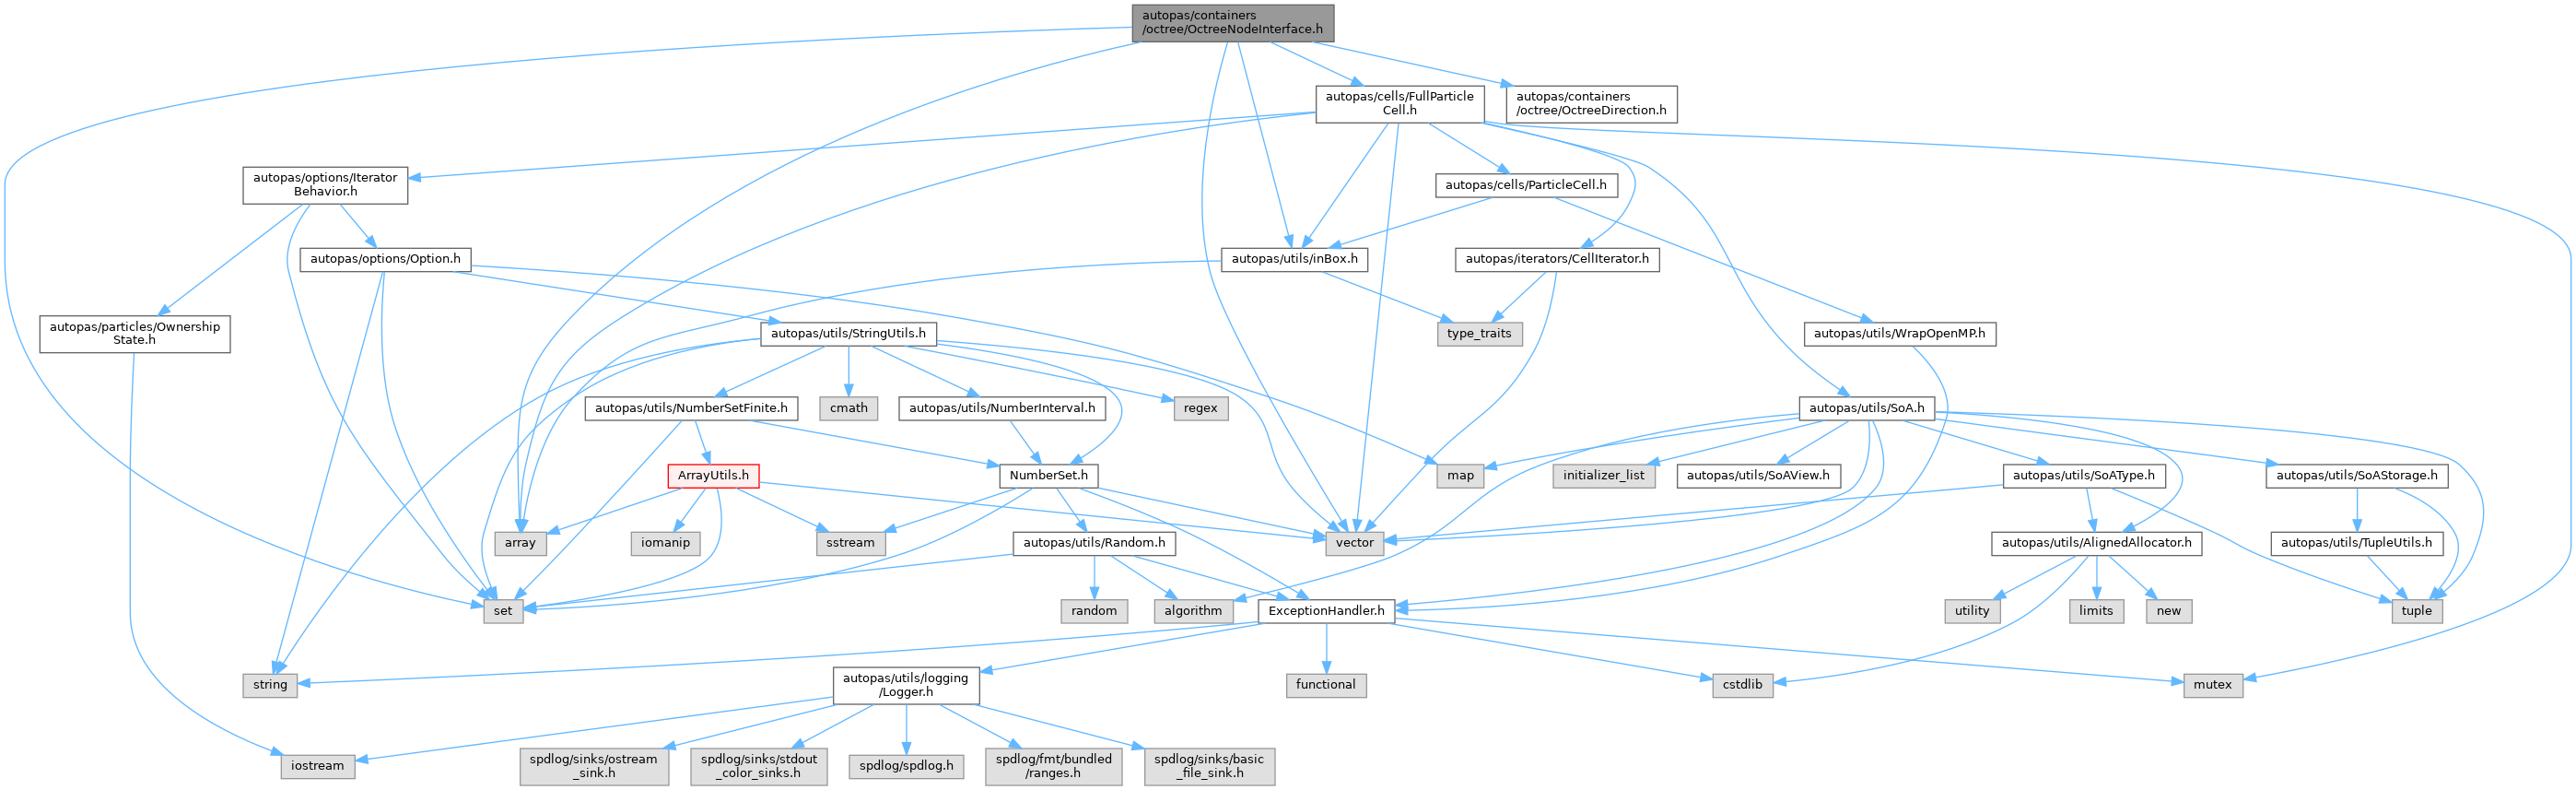 autopas/containers
/octree/OctreeNodeInterface.h
autopas/cells/FullParticle
Cell.h
autopas/containers
/octree/OctreeDirection.h
autopas/options/Iterator
Behavior.h
autopas/cells/ParticleCell.h
autopas/options/Option.h
autopas/utils/inBox.h
autopas/iterators/CellIterator.h
autopas/particles/Ownership
State.h
autopas/utils/StringUtils.h
type_traits
autopas/utils/WrapOpenMP.h
autopas/utils/NumberSetFinite.h
cmath
autopas/utils/NumberInterval.h
regex
autopas/utils/SoA.h
ArrayUtils.h
NumberSet.h
map
initializer_list
autopas/utils/SoAView.h
autopas/utils/SoAType.h
autopas/utils/SoAStorage.h
array
iomanip
sstream
autopas/utils/Random.h
vector
autopas/utils/AlignedAllocator.h
autopas/utils/TupleUtils.h
set
random
algorithm
ExceptionHandler.h
utility
limits
new
tuple
string
autopas/utils/logging
/Logger.h
functional
cstdlib
mutex
iostream
spdlog/sinks/ostream
_sink.h
spdlog/sinks/stdout
_color_sinks.h
spdlog/spdlog.h
spdlog/fmt/bundled
/ranges.h
spdlog/sinks/basic
_file_sink.h